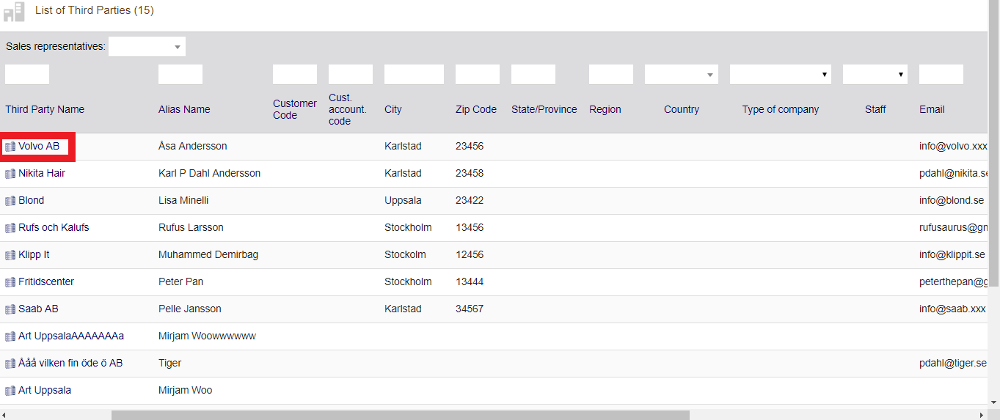 List of Third Parties (15)
Sales representatives:
Third Party Name Alias Name Customer Code Cust. account. code City Zip Code State/Province Region Country Type of company Staff Email
Volvo AB Åsa Andersson Karlstad 23456 info@volvo.xxx
Nikita Hair Karl P Dahl Andersson Karlstad 23458 pdahl@nikita.se
Blond Lisa Minelli Uppsala 23422 info@blond.se
Rufs och Kalufs Rufus Larsson Stockholm 13456 rufusaurus@gm
Klipp It Muhammed Demirbag Stockolm 12456 info@klippit.se
Fritidscenter Peter Pan Stockholm 13444 peterthepan@g
Saab AB Pelle Jansson Karlstad 34567 info@saab.xxx
Art UppsalaAAAAAAAa Mirjam Woowwwwww
Ååå vilken fin öde ö AB Tiger pdahl@tiger.se
Art Uppsala Mirjam Woo